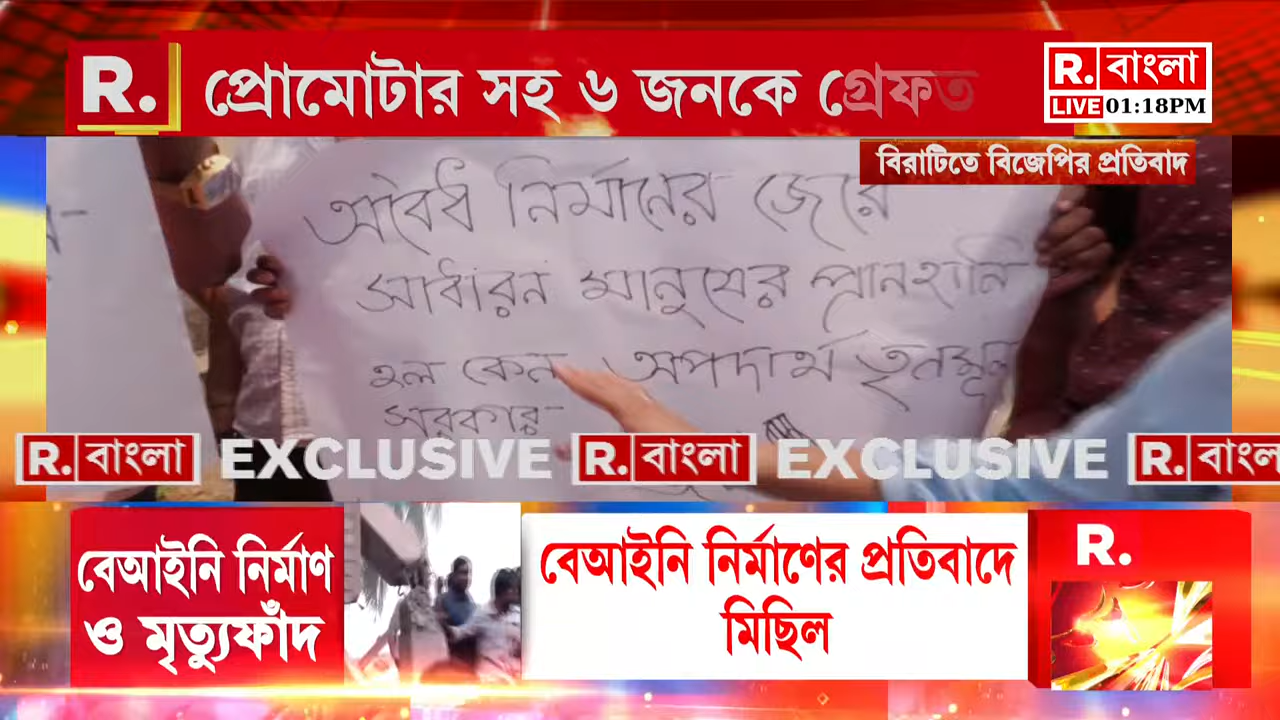 R. প্রোমোটার সহ ৬ জনকে গ্রেফত
R. বাংলা
LIVE 01:18PM
বিরাটিতে বিজেপির প্রতিবাদ
অবৈধ নির্মানের জেরে
সাধারন মানুষের প্রানহানি
হল কেন অপদার্থ তৃনমূল
সরকার-
R. বাংলা EXCLUSIVE R. বাংলা EXCLUSIVE R. বাংল
বেআইনি নির্মাণ
ও মৃত্যুফাঁদ
বেআইনি নির্মাণের প্রতিবাদে
মিছিল
R.